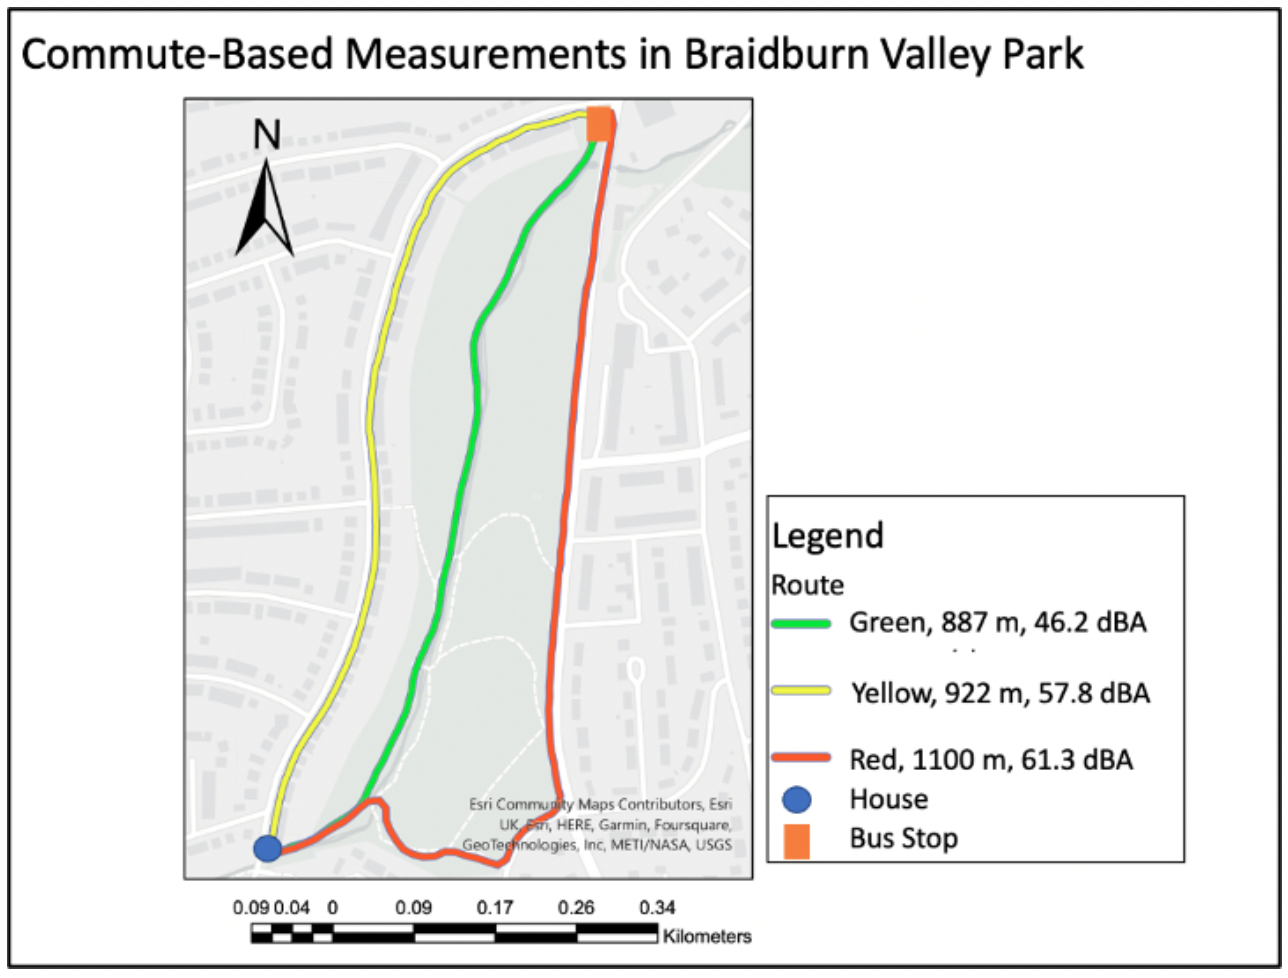 Commute-Based Measurements in Braidburn Valley Park
N
Esri Community Maps Contributors, Esri
UK, Esri, HERE, Garmin, Foursquare,
GeoTechnologies, Inc, METI/NASA, USGS
0.09 0.04 0 0.09 0.17 0.26 0.34
Kilometers
Legend
Route
Green, 887 m, 46.2 dBA
Yellow, 922 m, 57.8 dBA
Red, 1100 m, 61.3 dBA
House
Bus Stop